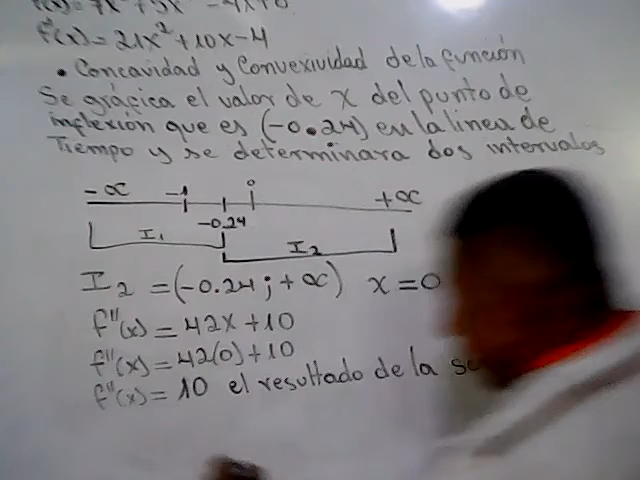 f'(x) = 21x² + 10x - 4
• Concavidad y Convexividad de la función
Se gráfica el valor de x del punto de
inflexión que es (-0.24) en la linea de
Tiempo y se determinara dos intervalos
-∞ -1 0 +∞
-0.24
I₁ I₂
I₂ = (-0.24 ; +∞) x = 0
f''(x) = 42x + 10
f''(x) = 42(0) + 10
f''(x) = 10 el resultado de la